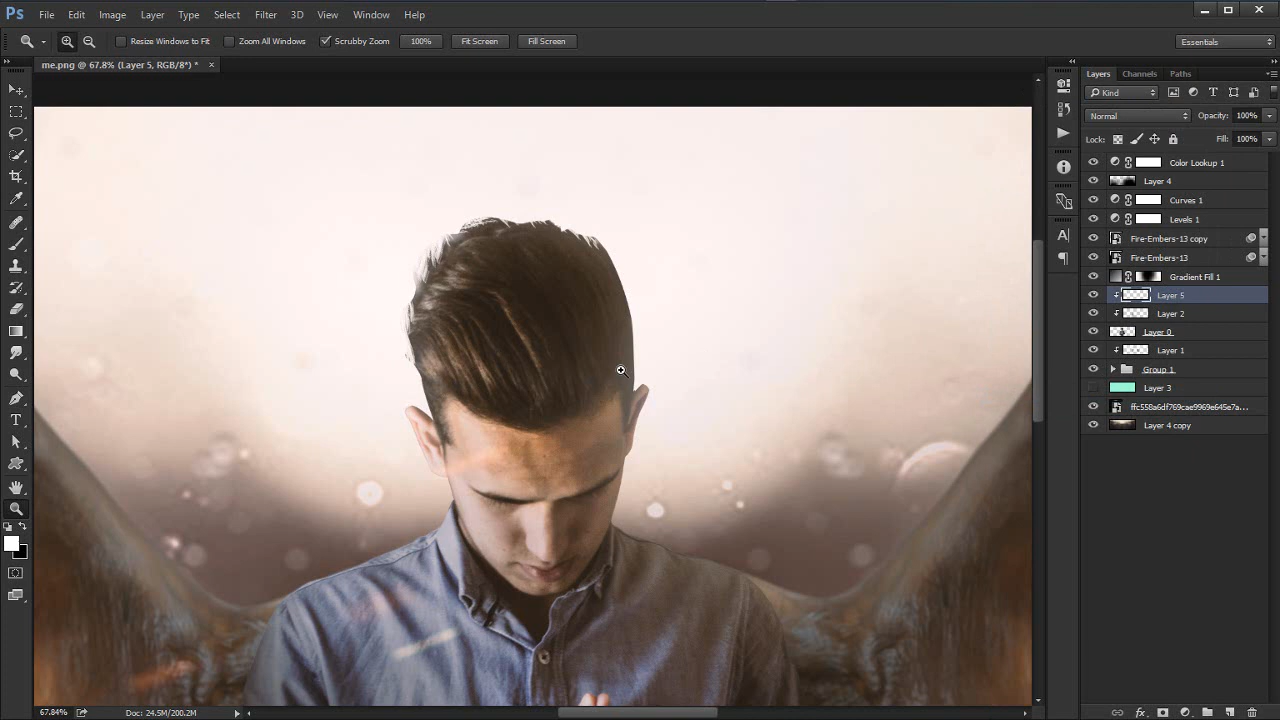 Ps File Edit Image Layer Type Select Filter 3D View Window Help
Resize Windows to Fit Zoom All Windows Scrubby Zoom 100% Fit Screen Fill Screen Essentials
me.png @ 67.8% (Layer 5, RGB/8*) *
Layers Channels Paths
Kind
Normal Opacity: 100%
Lock: Fill: 100%
Color Lookup 1
Layer 4
Curves 1
Levels 1
Fire-Embers-13 copy
Fire-Embers-13
Gradient Fill 1
Layer 5
Layer 2
Layer 0
Layer 1
Group 1
Layer 3
ffc558a6df769cae9969e645e7a...
Layer 4 copy
67.84% Doc: 24.5M/200.2M